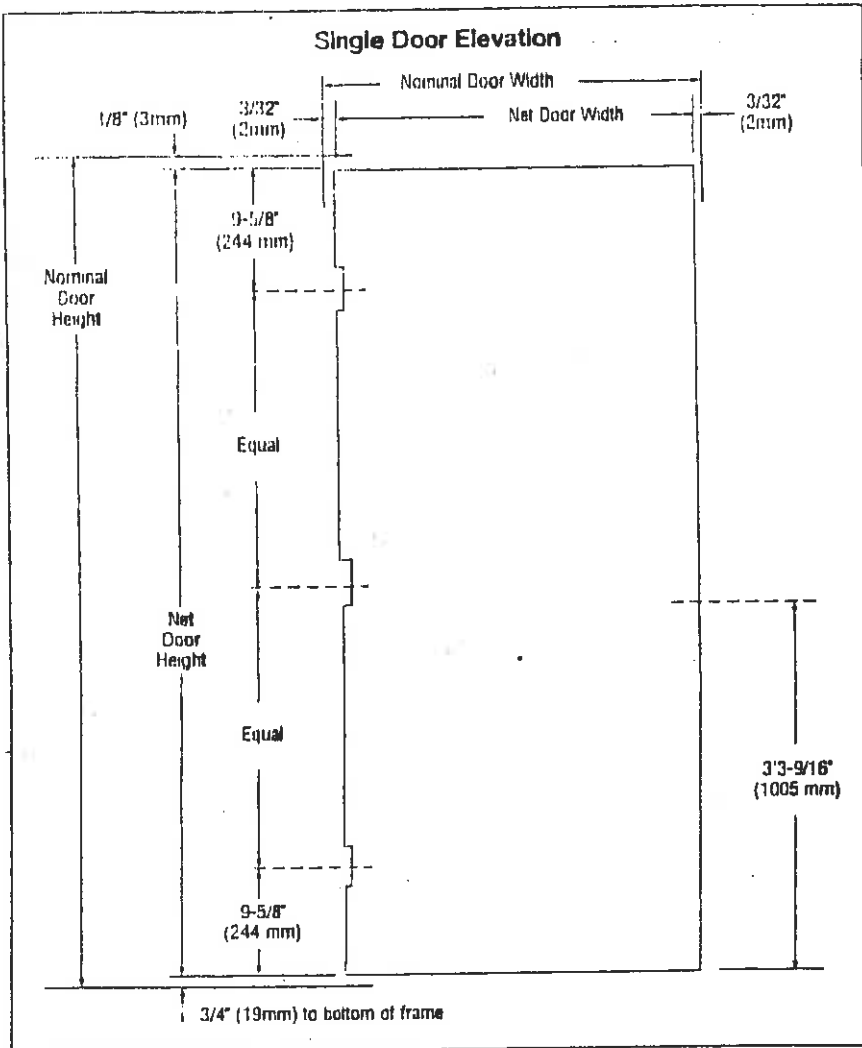 Single Door Elevation
Nominal Door Width
1/8" (3mm)
3/32"
(2mm)
Net Door Width
3/32"
(2mm)
9-5/8"
(244 mm)
Nominal
Door
Height
Equal
Net
Door
Height
Equal
3'3-9/16"
(1005 mm)
9-5/8"
(244 mm)
3/4" (19mm) to bottom of frame